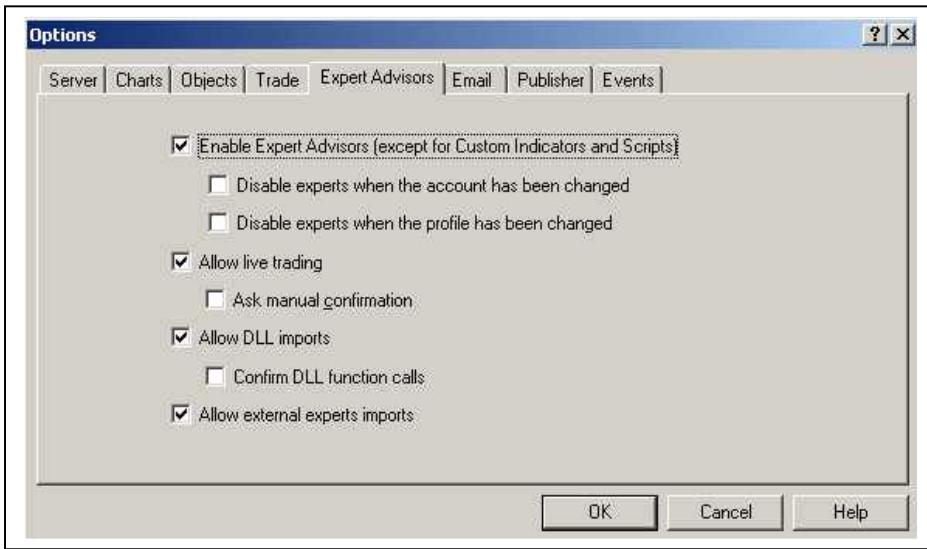 Options
Server Charts Objects Trade Expert Advisors Email Publisher Events
Enable Expert Advisors (except for Custom Indicators and Scripts)
Disable experts when the account has been changed
Disable experts when the profile has been changed
Allow live trading
Ask manual confirmation
Allow DLL imports
Confirm DLL function calls
Allow external experts imports
OK Cancel Help